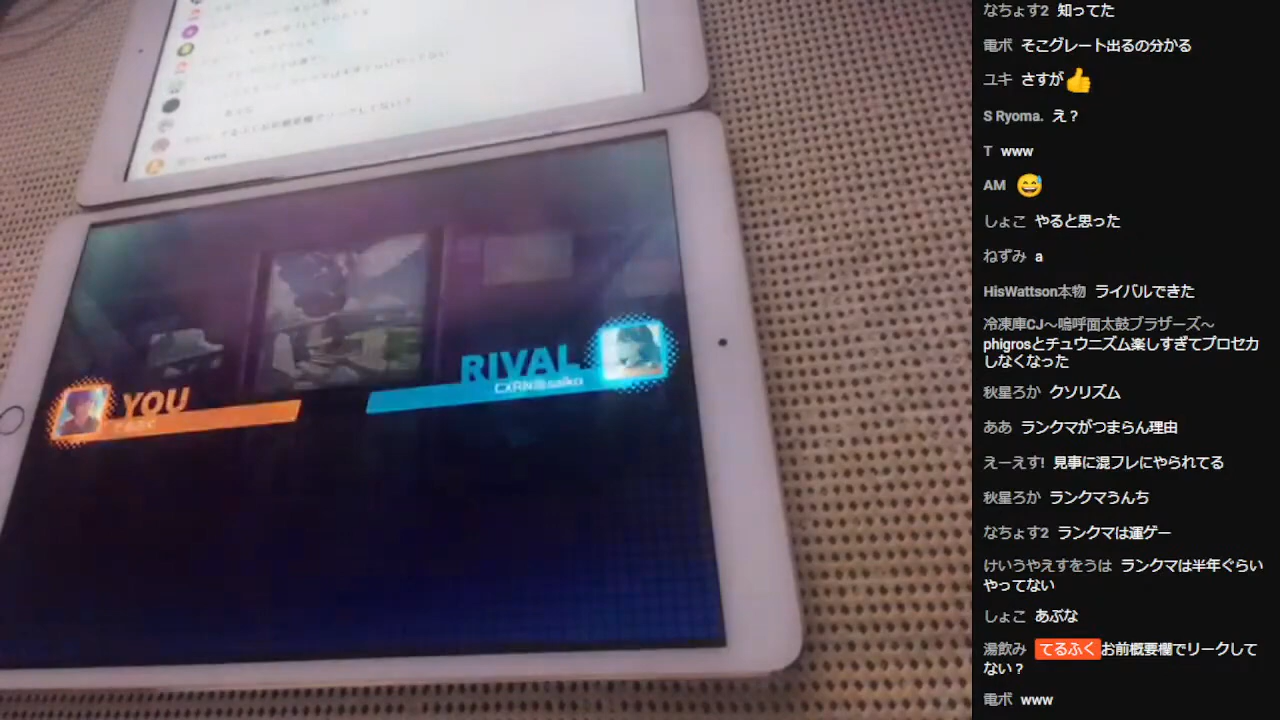 YOU
RIVAL
CXRN@saiko
なちょす2 知ってた
電ボ そこグレート出るの分かる
ユキ さすが👍
S Ryoma. え？
T www
AM 😅
しょこ やると思った
ねずみ a
HisWattson本物 ライバルできた
冷凍庫CJ〜嗚呼面太鼓ブラザーズ〜
phigrosとチュウニズム楽しすぎてプロセカ
しなくなった
秋星ろか クソリズム
ああ ランクマがつまらん理由
えーえす! 見事に混フレにやられてる
秋星ろか ランクマうんち
なちょす2 ランクマは運ゲー
けいうやえすをうは ランクマは半年ぐらい
やってない
しょこ あぶな
湯飲み てるふく お前概要欄でリークして
ない？
電ボ www